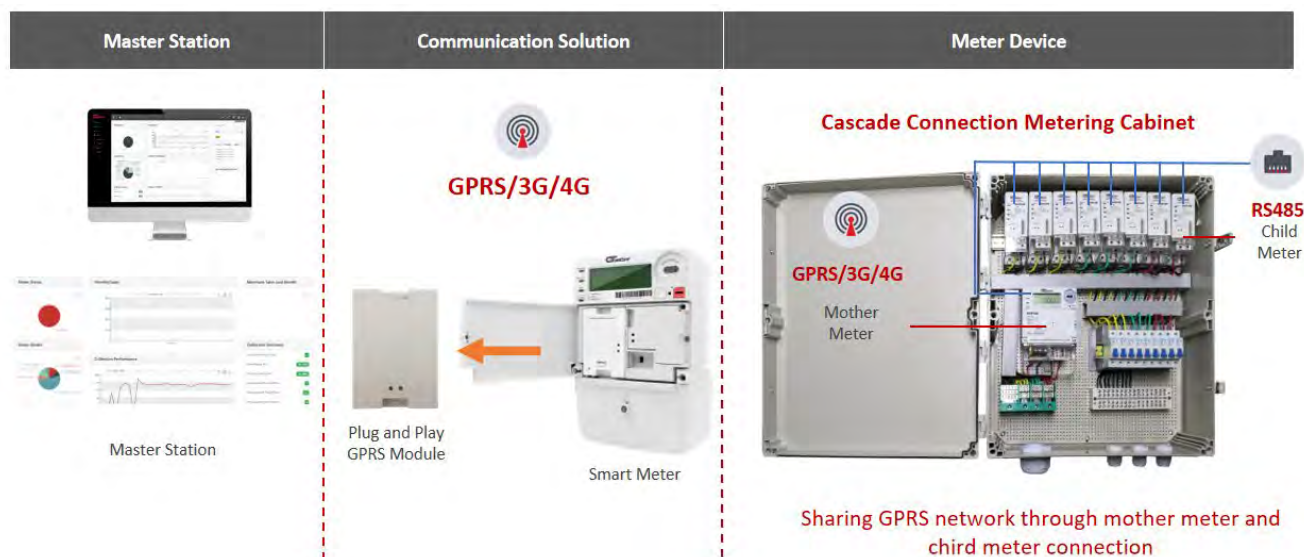 Master Station
Communication Solution
Meter Device
GPRS/3G/4G
Plug and Play
GPRS Module
Smart Meter
Master Station
Cascade Connection Metering Cabinet
GPRS/3G/4G
Mother
Meter
RS485
Child
Meter
Sharing GPRS network through mother meter and
chird meter connection